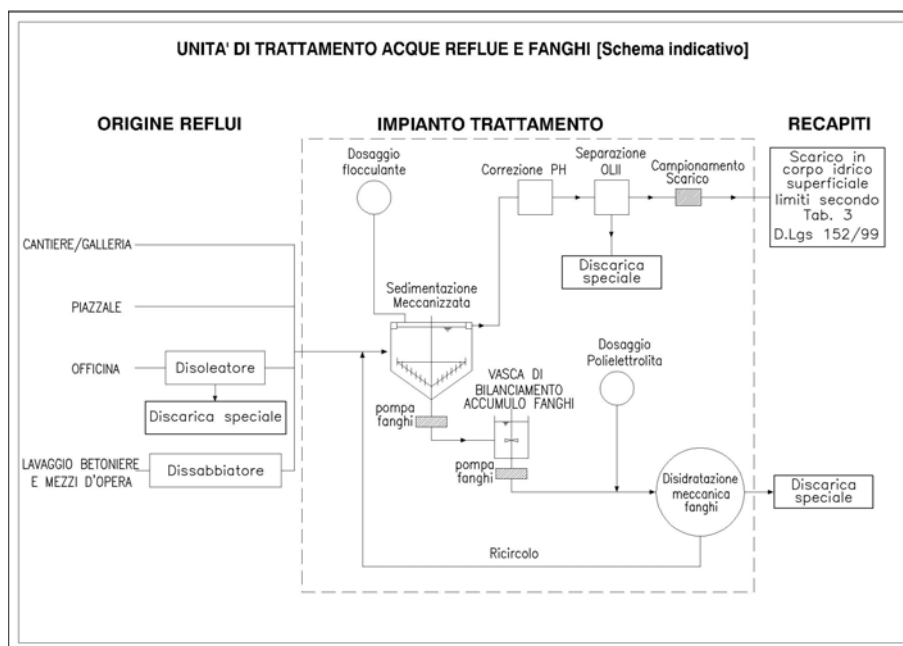 UNITA' DI TRATTAMENTO ACQUE REFLUE E FANGHI [Schema indicativo]
ORIGINE REFLUI
IMPIANTO TRATTAMENTO
RECAPITI
Dosaggio
flocculante
Correzione PH
Separazione
OLII
Campionamento
Scarico
Scarico in
corpo idrico
superficiale
limiti secondo
Tab. 3
D.Lgs 152/99
CANTIERE/GALLERIA
Discarica
speciale
Sedimentazione
Meccanizzata
PIAZZALE
OFFICINA
Disoleatore
Discarica speciale
Dosaggio
Polielettrolita
VASCA DI
BILANCIAMENTO
ACCUMULO FANGHI
pompa
fanghi
LAVAGGIO BETONIERE
E MEZZI D'OPERA
Dissabbiatore
pompa
fanghi
Disidratazione
meccanica
fanghi
Discarica
speciale
Ricircolo